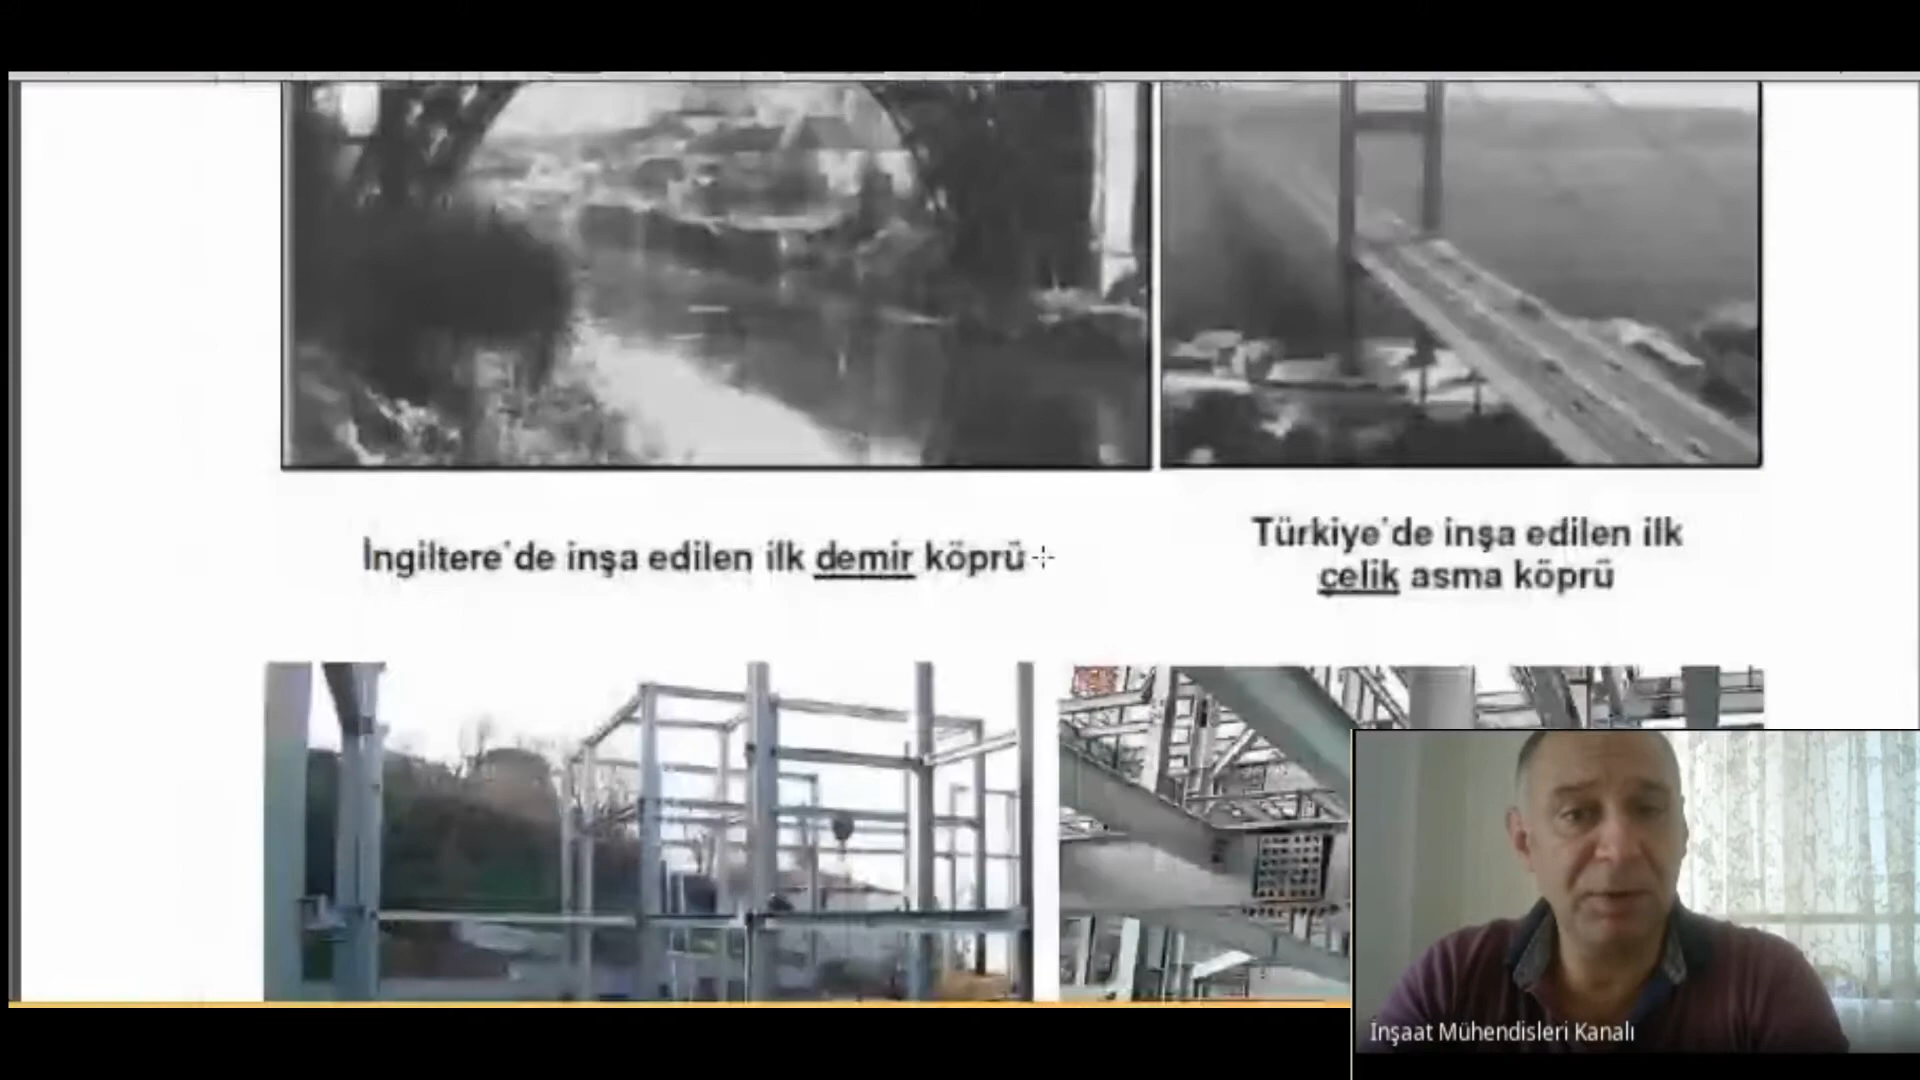 İngiltere'de inşa edilen ilk demir köprü
Türkiye'de inşa edilen ilk
çelik asma köprü
İnşaat Mühendisleri Kanalı